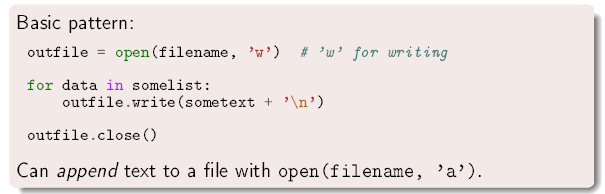 Basic pattern:
outfile = open(filename, 'w')  # 'w' for writing
for data in somelist:
    outfile.write(sometext + '\n')
outfile.close()
Can append text to a file with open(filename, 'a').